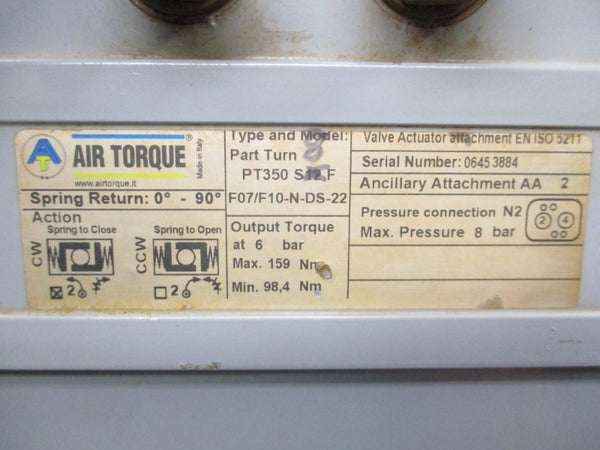 AT
AIR TORQUE
®
Made in Italy
www.airtorque.it
Spring Return: 0° - 90°
Action
Spring to Close
Spring to Open
CW
CCW
2
2
Type and Model:
Part Turn
PT350 S12 F
F07/F10-N-DS-22
Output Torque
at 6 bar
Max. 159 Nm
Min. 98,4 Nm
Valve Actuator attachment EN ISO 5211
Serial Number: 0645 3884
Ancillary Attachment AA 2
Pressure connection N2
Max. Pressure 8 bar
2 4